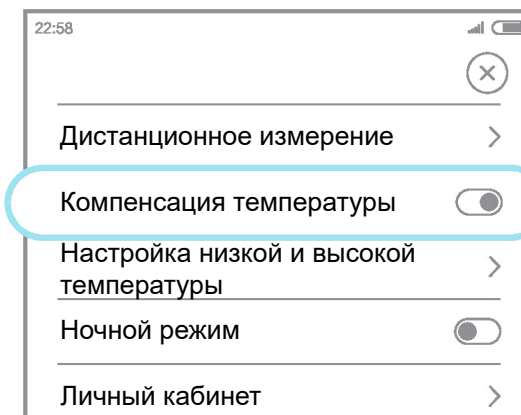 22:58
Дистанционное измерение
Компенсация температуры
Настройка низкой и высокой
температуры
Ночной режим
Личный кабинет